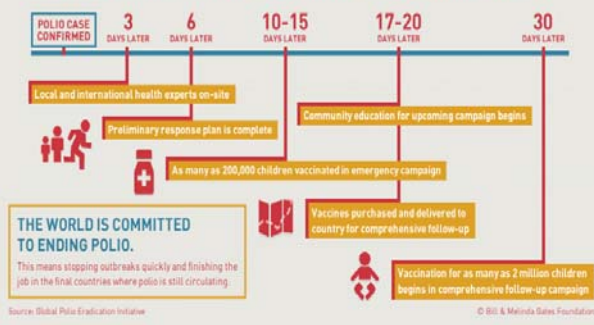 POLIO CASE
CONFIRMED
3
DAYS LATER
6
DAYS LATER
10-15
DAYS LATER
17-20
DAYS LATER
30
DAYS LATER
Local and international health experts on-site
Preliminary response plan is complete
Community education for upcoming campaign begins
As many as 200,000 children vaccinated in emergency campaign
Vaccines purchased and delivered to
country for comprehensive follow-up
Vaccination for as many as 2 million children
begins in comprehensive follow-up campaign
THE WORLD IS COMMITTED
TO ENDING POLIO.
This means stopping outbreaks quickly and finishing the
job in the final countries where polio is still circulating.
Source: Global Polio Eradication Initiative
© Bill & Melinda Gates Foundation